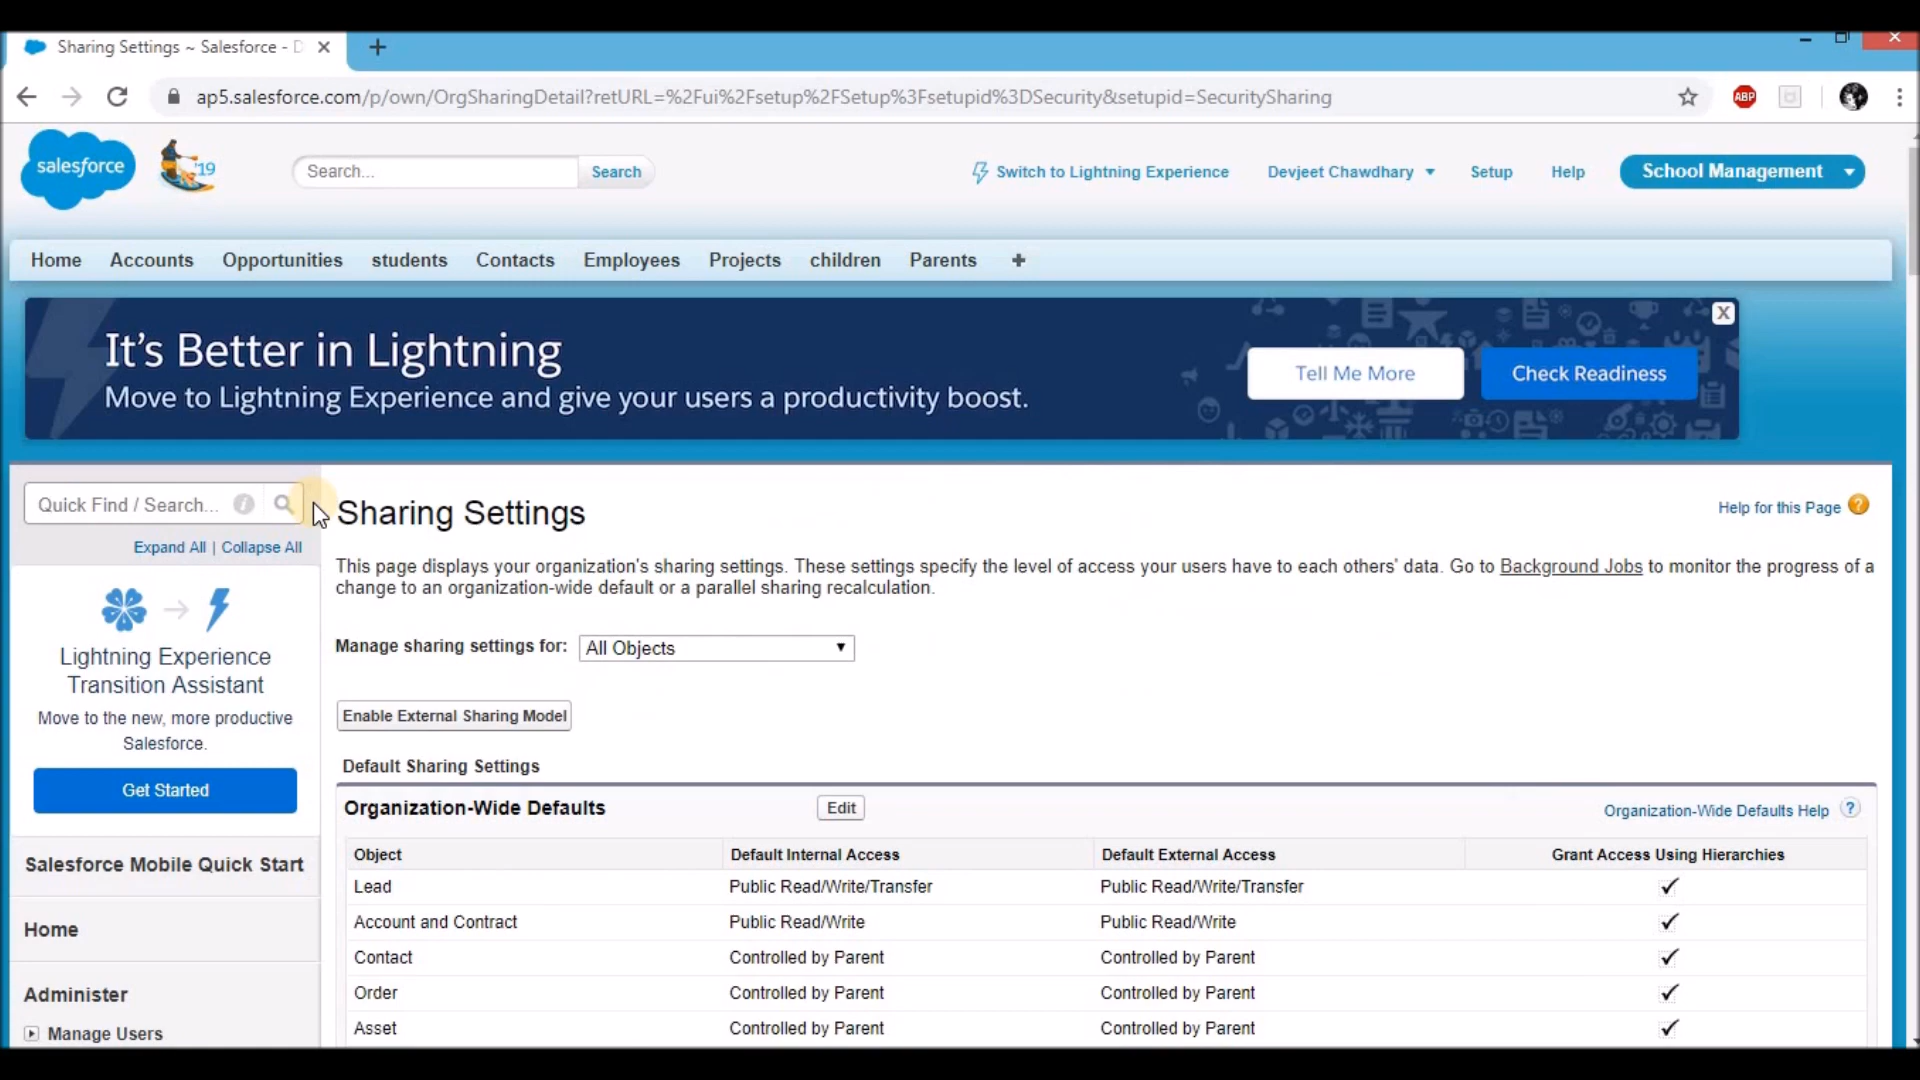 Sharing Settings ~ Salesforce - D
ap5.salesforce.com/p/own/OrgSharingDetail?retURL=%2Fui%2Fsetup%2FSetup%3Fsetupid%3DSecurity&setupid=SecuritySharing
ABP
salesforce
'19
Search...
Search
Switch to Lightning Experience
Devjeet Chawdhary
Setup
Help
School Management
Home Accounts Opportunities students Contacts Employees Projects children Parents +
It's Better in Lightning
Move to Lightning Experience and give your users a productivity boost.
Tell Me More
Check Readiness
X
Quick Find / Search...
Expand All | Collapse All
Lightning Experience
Transition Assistant
Move to the new, more productive
Salesforce.
Get Started
Salesforce Mobile Quick Start
Home
Administer
Manage Users
Sharing Settings
Help for this Page ?
This page displays your organization's sharing settings. These settings specify the level of access your users have to each others' data. Go to Background Jobs to monitor the progress of a
change to an organization-wide default or a parallel sharing recalculation.
Manage sharing settings for: All Objects
Enable External Sharing Model
Default Sharing Settings
Organization-Wide Defaults Edit Organization-Wide Defaults Help ?
Object Default Internal Access Default External Access Grant Access Using Hierarchies
Lead Public Read/Write/Transfer Public Read/Write/Transfer ✓
Account and Contract Public Read/Write Public Read/Write ✓
Contact Controlled by Parent Controlled by Parent ✓
Order Controlled by Parent Controlled by Parent ✓
Asset Controlled by Parent Controlled by Parent ✓